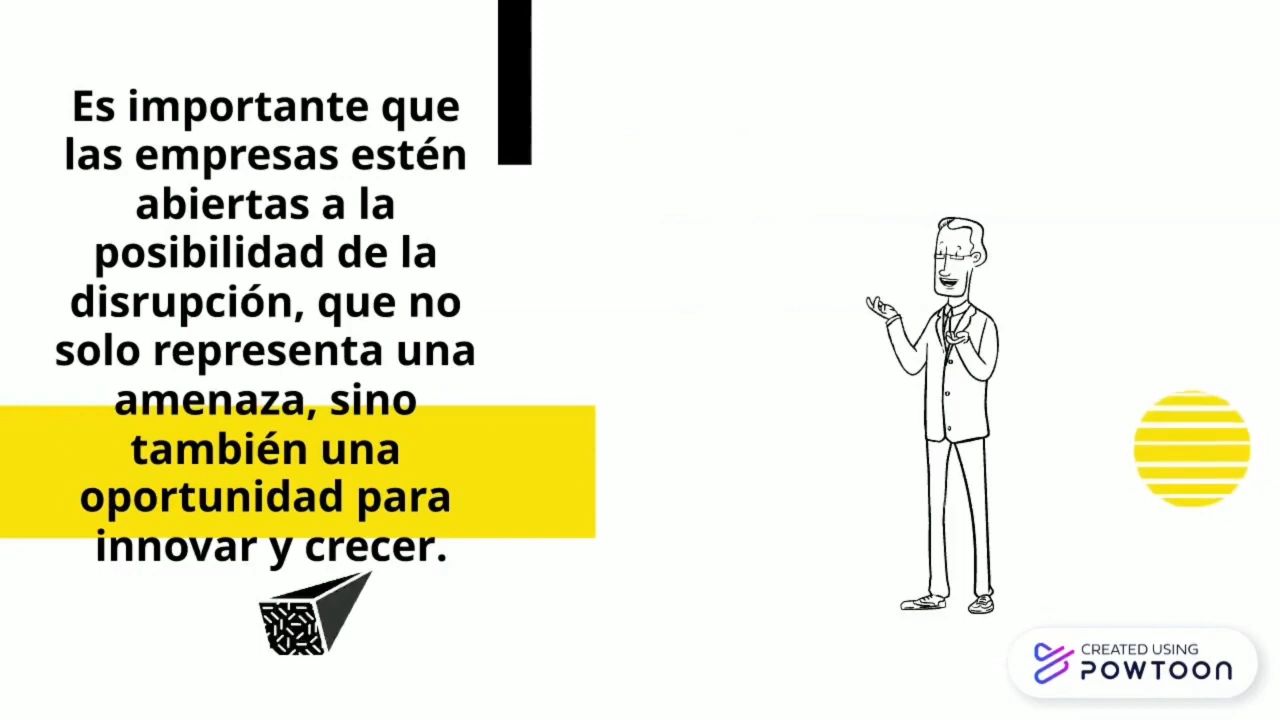 Es importante que
las empresas estén
abiertas a la
posibilidad de la
disrupción, que no
solo representa una
amenaza, sino
también una
oportunidad para
innovar y crecer.
CREATED USING
POWTOON